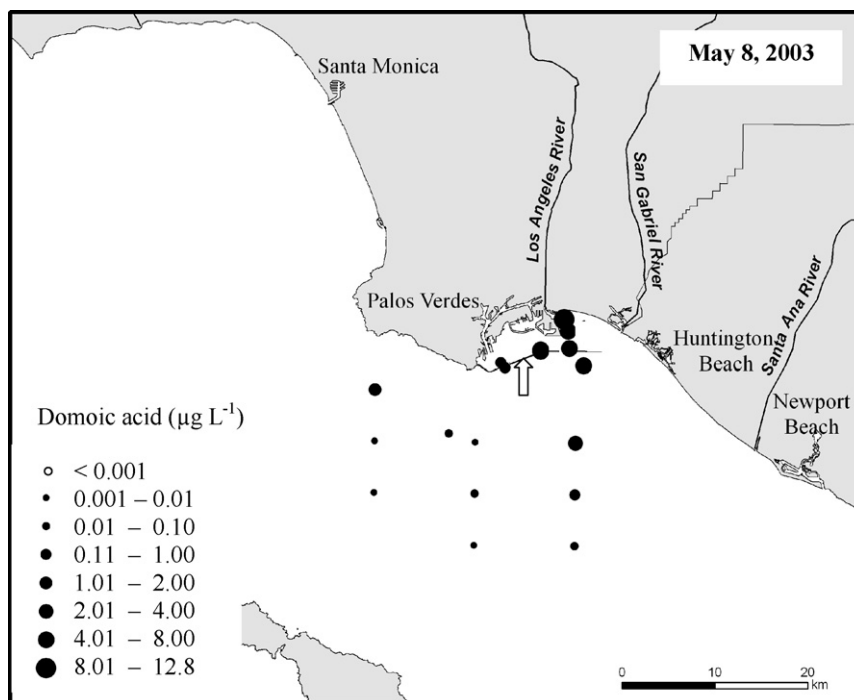 May 8, 2003
Santa Monica
Los Angeles River
San Gabriel River
Santa Ana River
Palos Verdes
Huntington
Beach
Newport
Beach
Domoic acid (µg L-1)
< 0.001
0.001 – 0.01
0.01 – 0.10
0.11 – 1.00
1.01 – 2.00
2.01 – 4.00
4.01 – 8.00
8.01 – 12.8
0 10 20
km